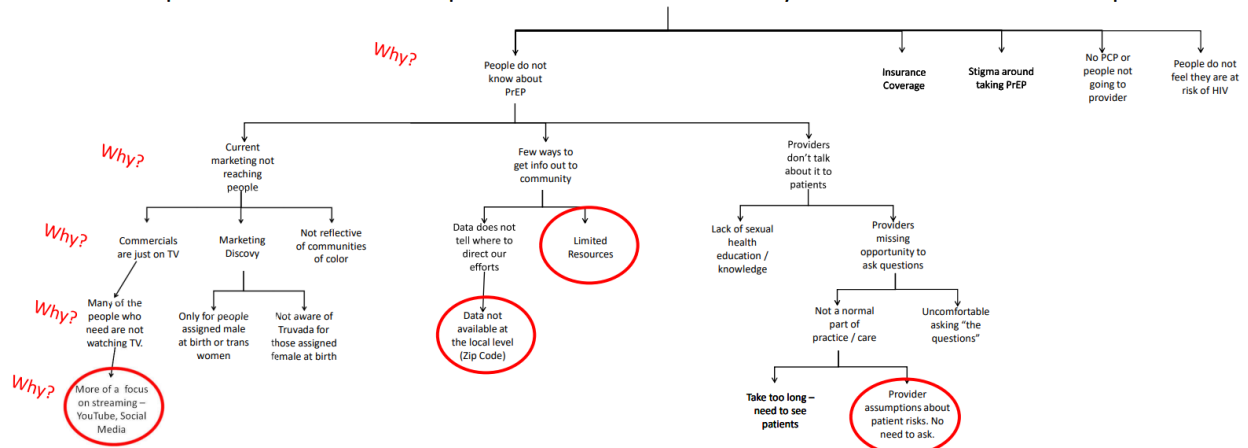 Why?
People do not
know about
PrEP
Insurance
Coverage
Stigma around
taking PrEP
No PCP or
people not
going to
provider
People do not
feel they are at
risk of HIV
Why?
Current
marketing not
reaching
people
Few ways to
get info out to
community
Providers
don't talk
about it to
patients
Why?
Commercials
are just on TV
Marketing
Discovy
Not reflective
of communities
of color
Data does not
tell where to
direct our
efforts
Limited
Resources
Lack of sexual
health
education /
knowledge
Providers
missing
opportunity to
ask questions
Why?
Many of the
people who
need are not
watching TV.
Only for people
assigned male
at birth or trans
women
Not aware of
Truvada for
those assigned
female at birth
Data not
available at
the local level
(Zip Code)
Not a normal
part of
practice / care
Uncomfortable
asking "the
questions"
Why?
More of a focus
on streaming –
YouTube, Social
Media
Take too long –
need to see
patients
Provider
assumptions about
patient risks. No
need to ask.